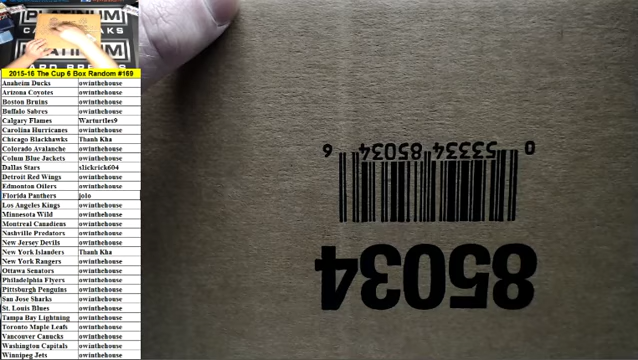 PLATINUM
2015-16 The Cup 6 Box Random #169
Anaheim Ducks owinthehouse
Arizona Coyotes owinthehouse
Boston Bruins owinthehouse
Buffalo Sabres owinthehouse
Calgary Flames Warturtles9
Carolina Hurricanes owinthehouse
Chicago Blackhawks Thanh Kha
Colorado Avalanche owinthehouse
Colum Blue Jackets owinthehouse
Dallas Stars slickrick604
Detroit Red Wings owinthehouse
Edmonton Oilers owinthehouse
Florida Panthers jolo
Los Angeles Kings owinthehouse
Minnesota Wild owinthehouse
Montreal Canadiens owinthehouse
Nashville Predators owinthehouse
New Jersey Devils owinthehouse
New York Islanders Thanh Kha
New York Rangers owinthehouse
Ottawa Senators owinthehouse
Philadelphia Flyers owinthehouse
Pittsburgh Penguins owinthehouse
San Jose Sharks owinthehouse
St. Louis Blues owinthehouse
Tampa Bay Lightning owinthehouse
Toronto Maple Leafs owinthehouse
Vancouver Canucks owinthehouse
Washington Capitals owinthehouse
Winnipeg Jets owinthehouse
0 53334 85034 6
85034